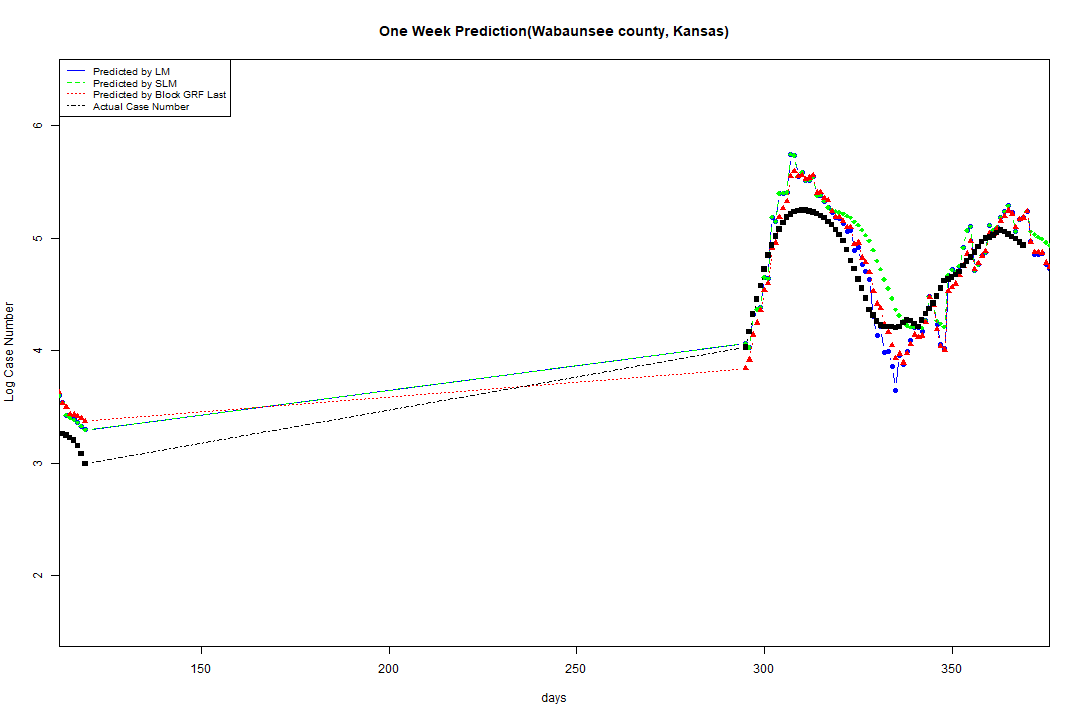 One Week Prediction(Wabaunsee county, Kansas)
Predicted by LM
Predicted by SLM
Predicted by Block GRF Last
Actual Case Number
Log Case Number
6
5
4
3
2
150
200
250
300
350
days